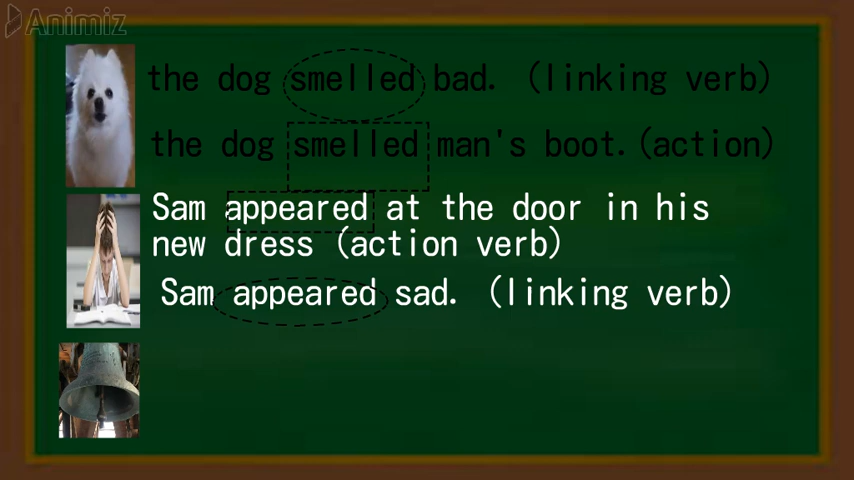 Animiz
the dog smelled bad. (linking verb)
the dog smelled man's boot.(action)
Sam appeared at the door in his
new dress (action verb)
Sam appeared sad. (linking verb)